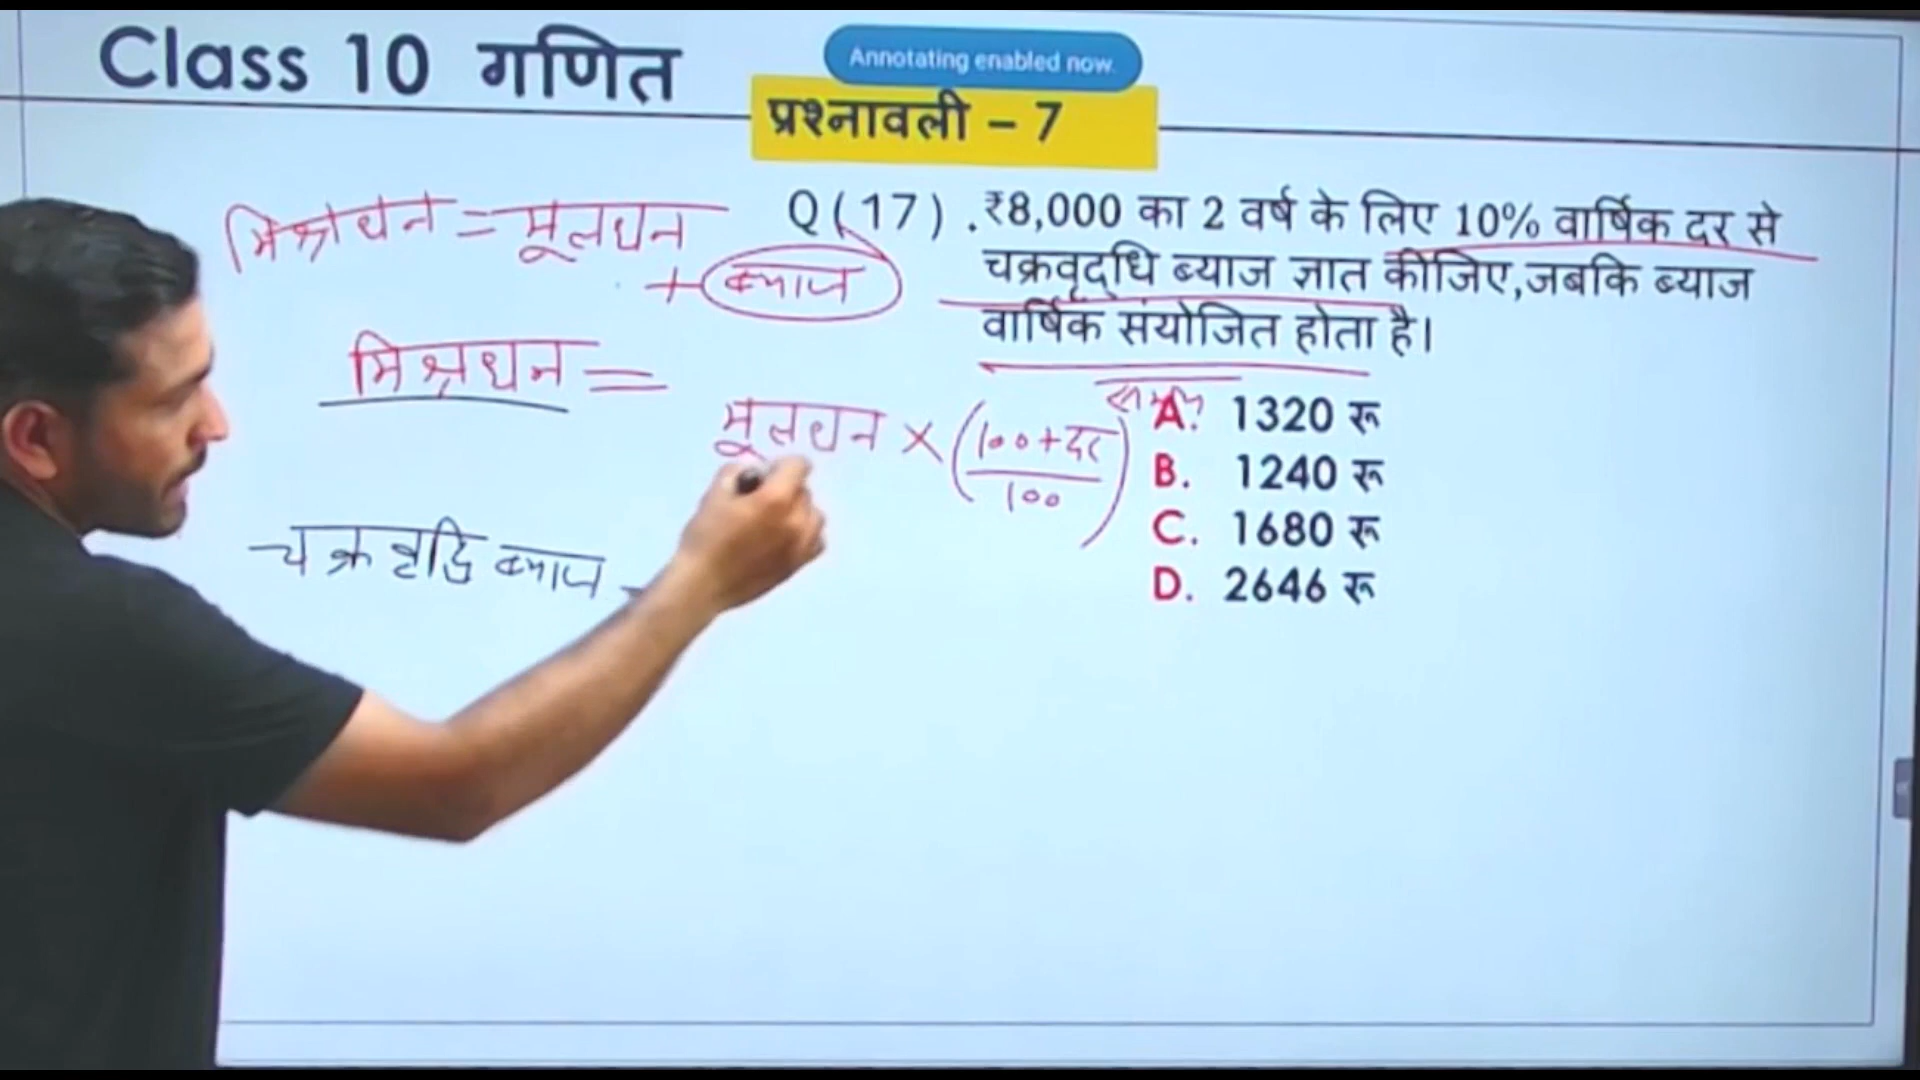 Class 10 गणित
Annotating enabled now.
प्रश्नावली – 7
Q(17) .₹8,000 का 2 वर्ष के लिए 10% वार्षिक दर से
चक्रवृद्धि ब्याज ज्ञात कीजिए,जबकि ब्याज
वार्षिक संयोजित होता है।
A. 1320 रू
B. 1240 रू
C. 1680 रू
D. 2646 रू
मिश्रधन = मूलधन
+ ब्याज
मिश्रधन =
मूलधन × (100+दर / 100) समय
चक्रवृद्धि ब्याज